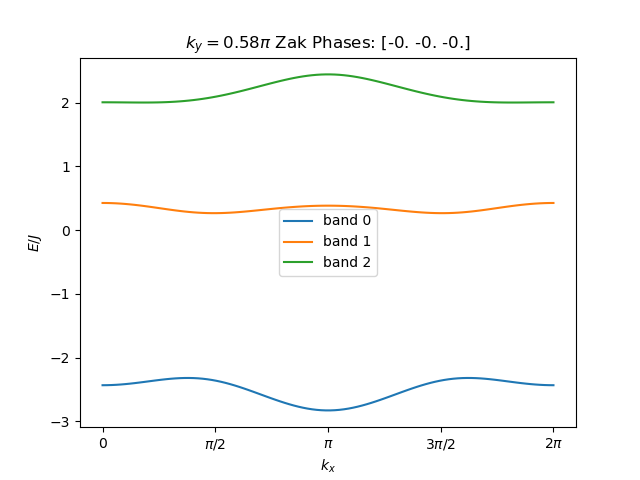 $k_y = 0.58\pi$ Zak Phases: [-0. -0. -0.]
E/J
2
1
0
−1
−2
−3
band 0
band 1
band 2
0
π/2
π
3π/2
2π
$k_x$